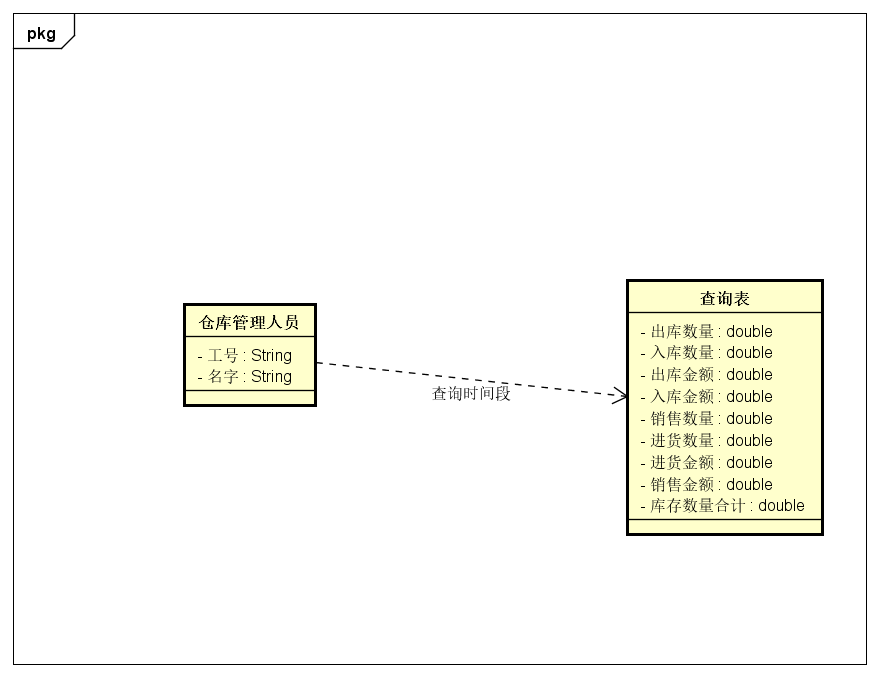 pkg
仓库管理人员
- 工号 : String
- 名字 : String
查询时间段
查询表
- 出库数量 : double
- 入库数量 : double
- 出库金额 : double
- 入库金额 : double
- 销售数量 : double
- 进货数量 : double
- 进货金额 : double
- 销售金额 : double
- 库存数量合计 : double